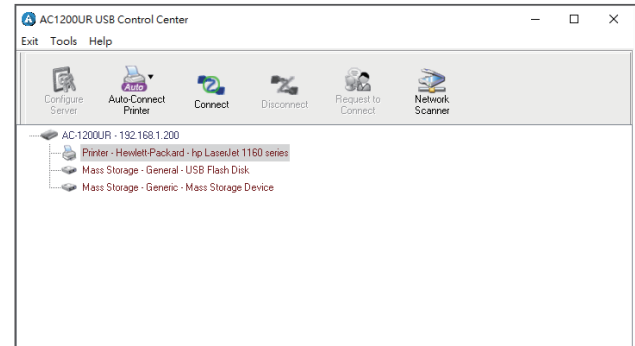 AC1200UR USB Control Center
Exit Tools Help
Configure Server
Auto
Auto-Connect Printer
Connect
Disconnect
Request to Connect
Network Scanner
AC-1200UR - 192.168.1.200
Printer - Hewlett-Packard - hp LaserJet 1160 series
Mass Storage - General - USB Flash Disk
Mass Storage - Generic - Mass Storage Device